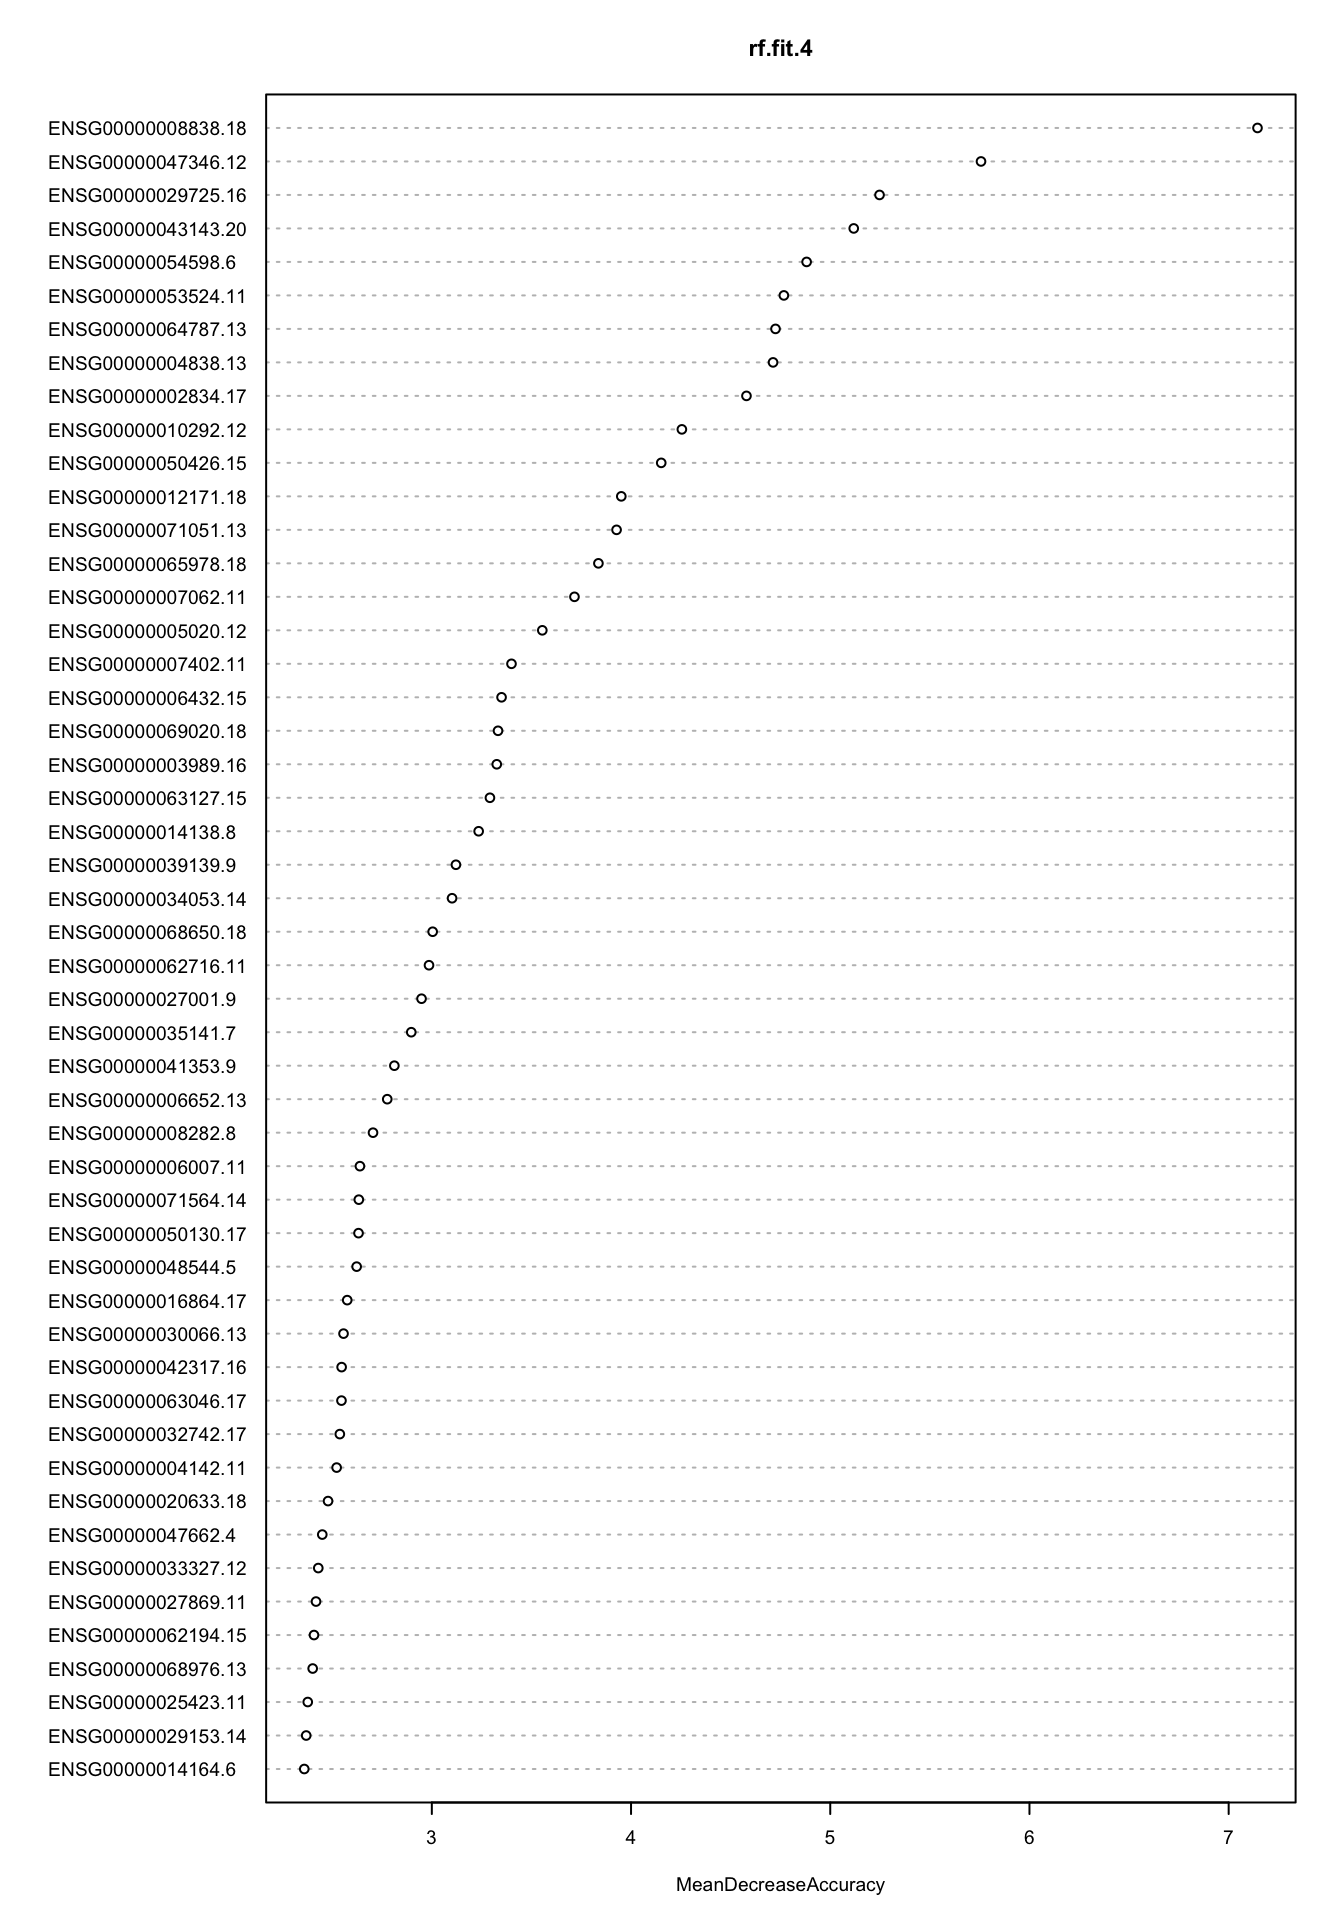 rf.fit.4
ENSG00000008838.18
ENSG00000047346.12
ENSG00000029725.16
ENSG00000043143.20
ENSG00000054598.6
ENSG00000053524.11
ENSG00000064787.13
ENSG00000004838.13
ENSG00000002834.17
ENSG00000010292.12
ENSG00000050426.15
ENSG00000012171.18
ENSG00000071051.13
ENSG00000065978.18
ENSG00000007062.11
ENSG00000005020.12
ENSG00000007402.11
ENSG00000006432.15
ENSG00000069020.18
ENSG00000003989.16
ENSG00000063127.15
ENSG00000014138.8
ENSG00000039139.9
ENSG00000034053.14
ENSG00000068650.18
ENSG00000062716.11
ENSG00000027001.9
ENSG00000035141.7
ENSG00000041353.9
ENSG00000006652.13
ENSG00000008282.8
ENSG00000006007.11
ENSG00000071564.14
ENSG00000050130.17
ENSG00000048544.5
ENSG00000016864.17
ENSG00000030066.13
ENSG00000042317.16
ENSG00000063046.17
ENSG00000032742.17
ENSG00000004142.11
ENSG00000020633.18
ENSG00000047662.4
ENSG00000033327.12
ENSG00000027869.11
ENSG00000062194.15
ENSG00000068976.13
ENSG00000025423.11
ENSG00000029153.14
ENSG00000014164.6
3 4 5 6 7
MeanDecreaseAccuracy